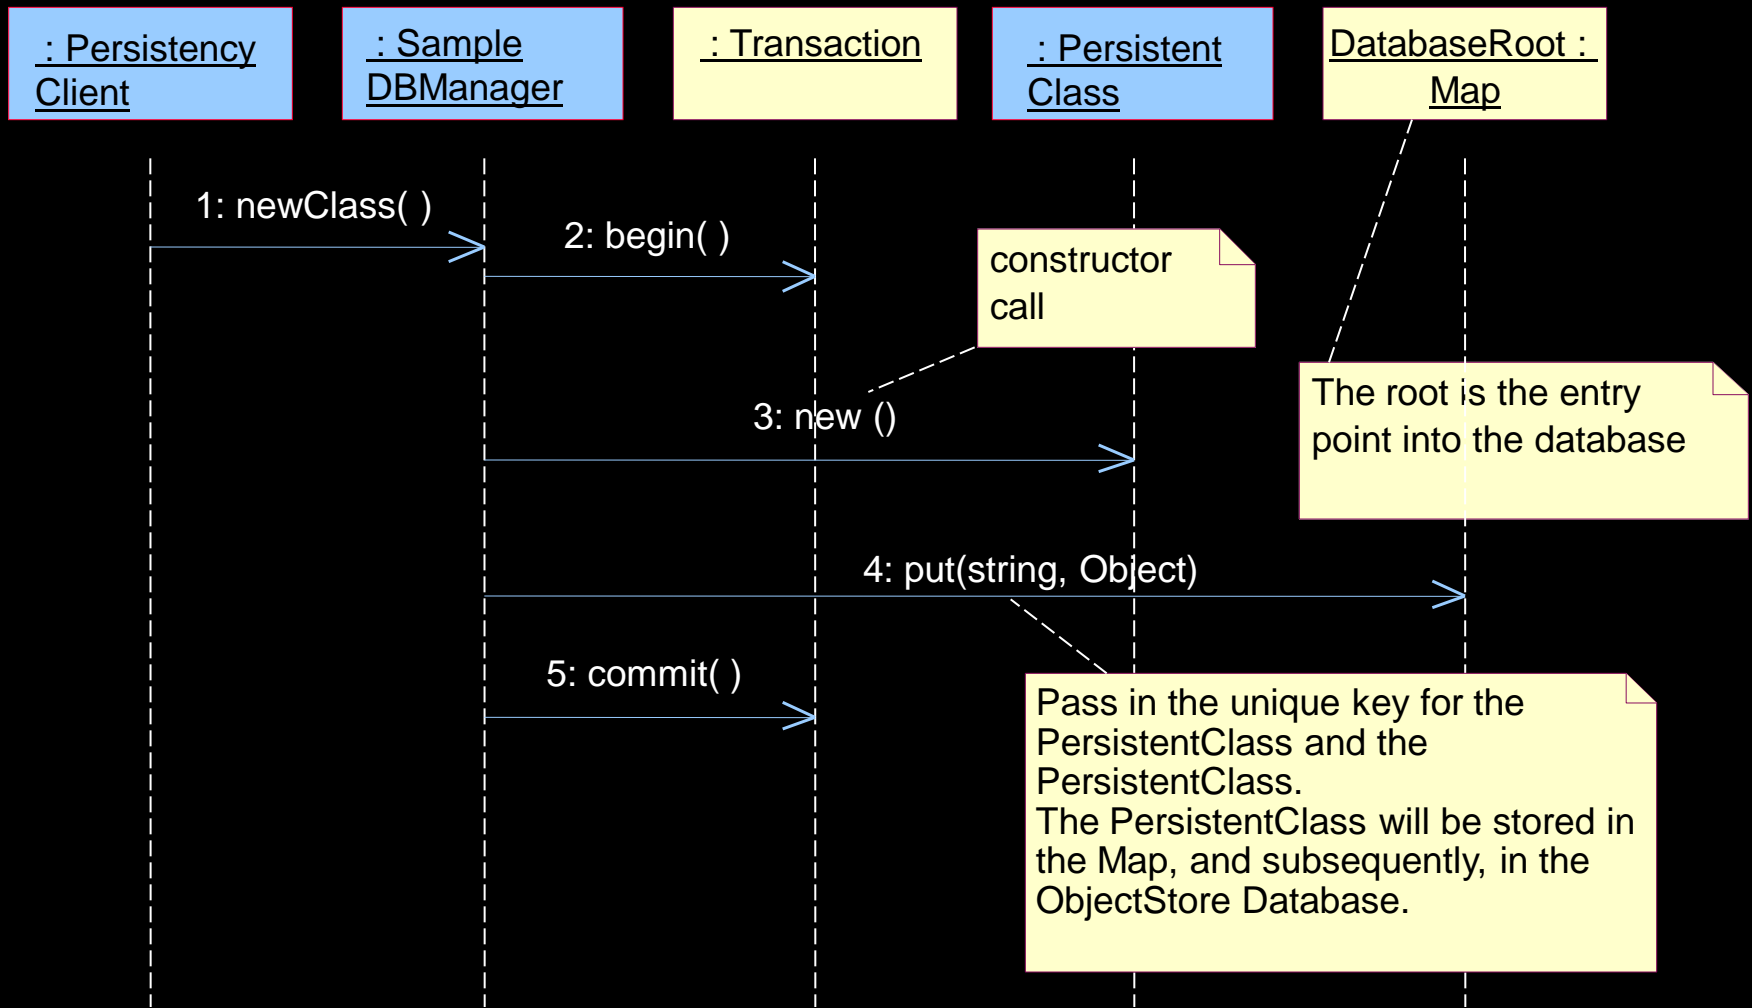 : Persistency
Client
: Sample
DBManager
: Transaction
: Persistent
Class
DatabaseRoot :
Map
1: newClass( )
2: begin( )
constructor
call
3: new ()
The root is the entry
point into the database
4: put(string, Object)
5: commit( )
Pass in the unique key for the
PersistentClass and the
PersistentClass.
The PersistentClass will be stored in
the Map, and subsequently, in the
ObjectStore Database.